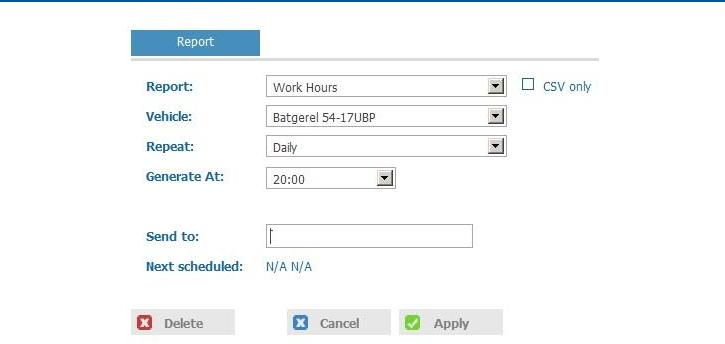 Report
Report: Work Hours CSV only
Vehicle: Batgerel 54-17UBP
Repeat: Daily
Generate At: 20:00
Send to:
Next scheduled: N/A N/A
Delete Cancel Apply